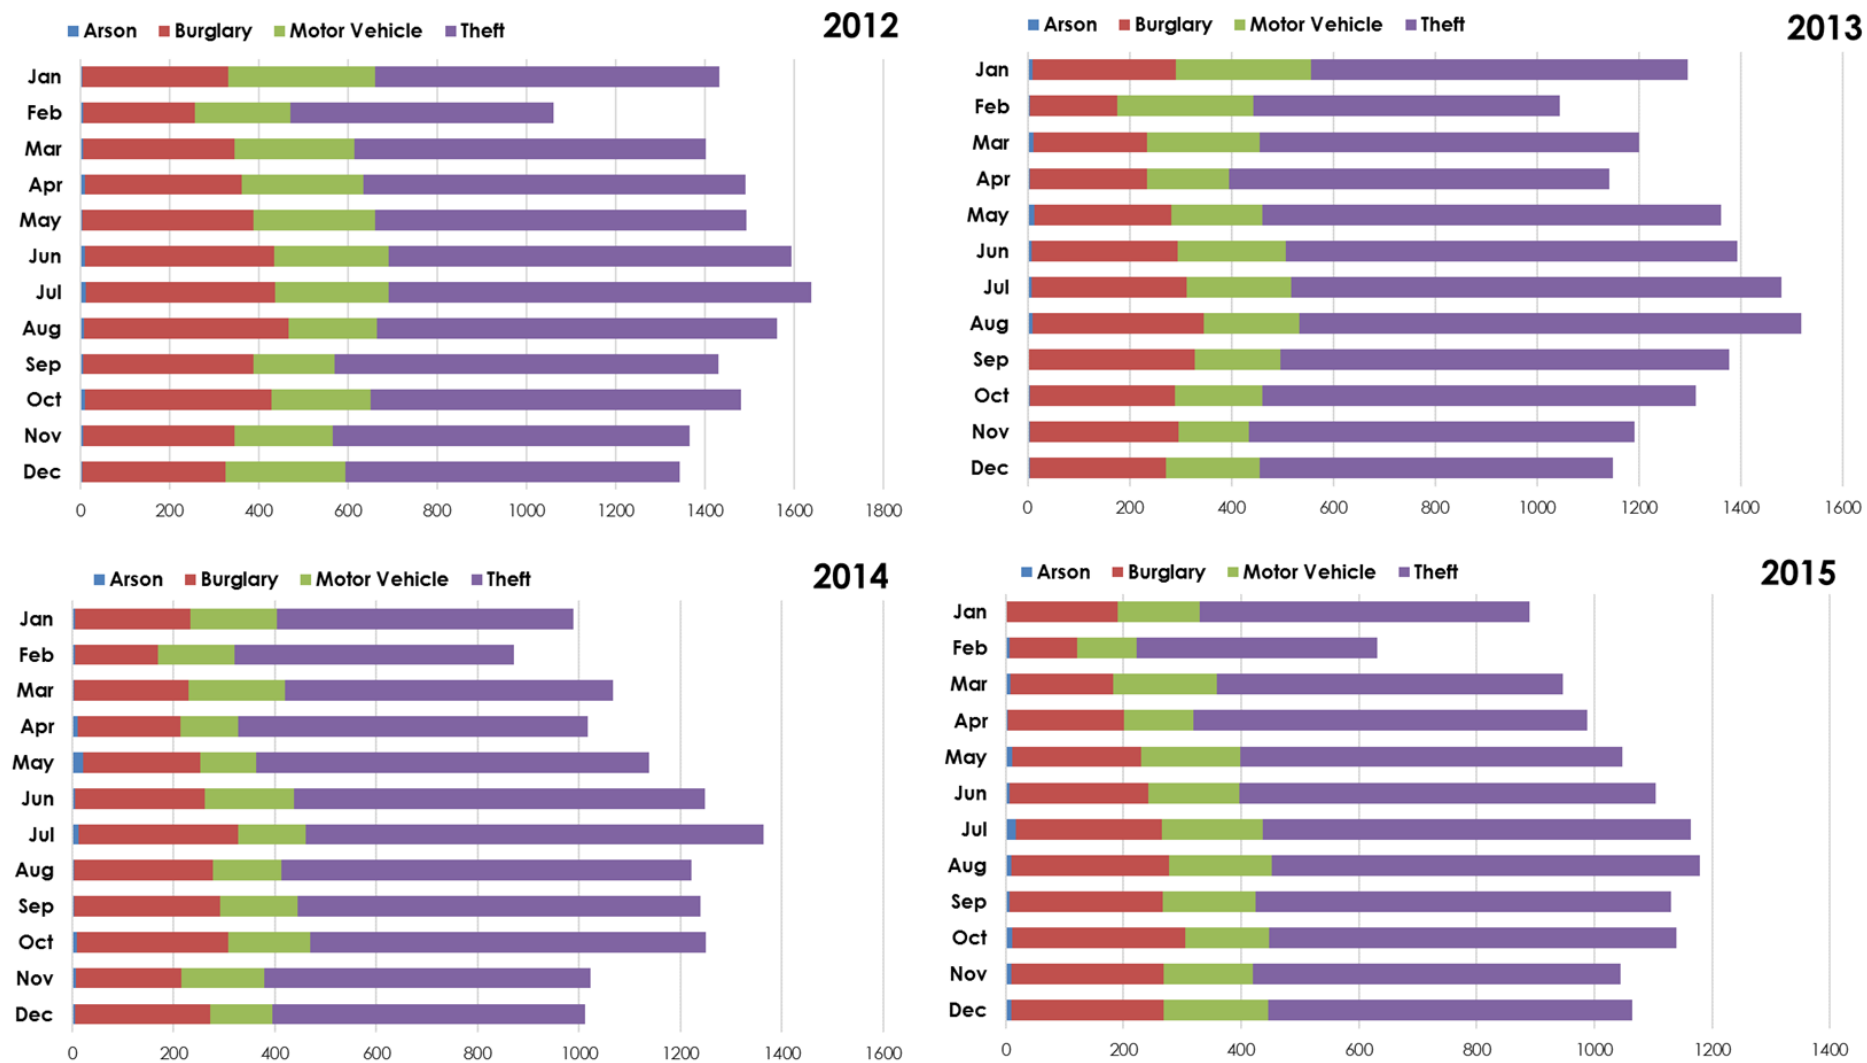 Arson Burglary Motor Vehicle Theft 2012
Jan
Feb
Mar
Apr
May
Jun
Jul
Aug
Sep
Oct
Nov
Dec
0 200 400 600 800 1000 1200 1400 1600 1800
Arson Burglary Motor Vehicle Theft 2013
Jan
Feb
Mar
Apr
May
Jun
Jul
Aug
Sep
Oct
Nov
Dec
0 200 400 600 800 1000 1200 1400 1600
Arson Burglary Motor Vehicle Theft 2014
Jan
Feb
Mar
Apr
May
Jun
Jul
Aug
Sep
Oct
Nov
Dec
0 200 400 600 800 1000 1200 1400 1600
Arson Burglary Motor Vehicle Theft 2015
Jan
Feb
Mar
Apr
May
Jun
Jul
Aug
Sep
Oct
Nov
Dec
0 200 400 600 800 1000 1200 1400